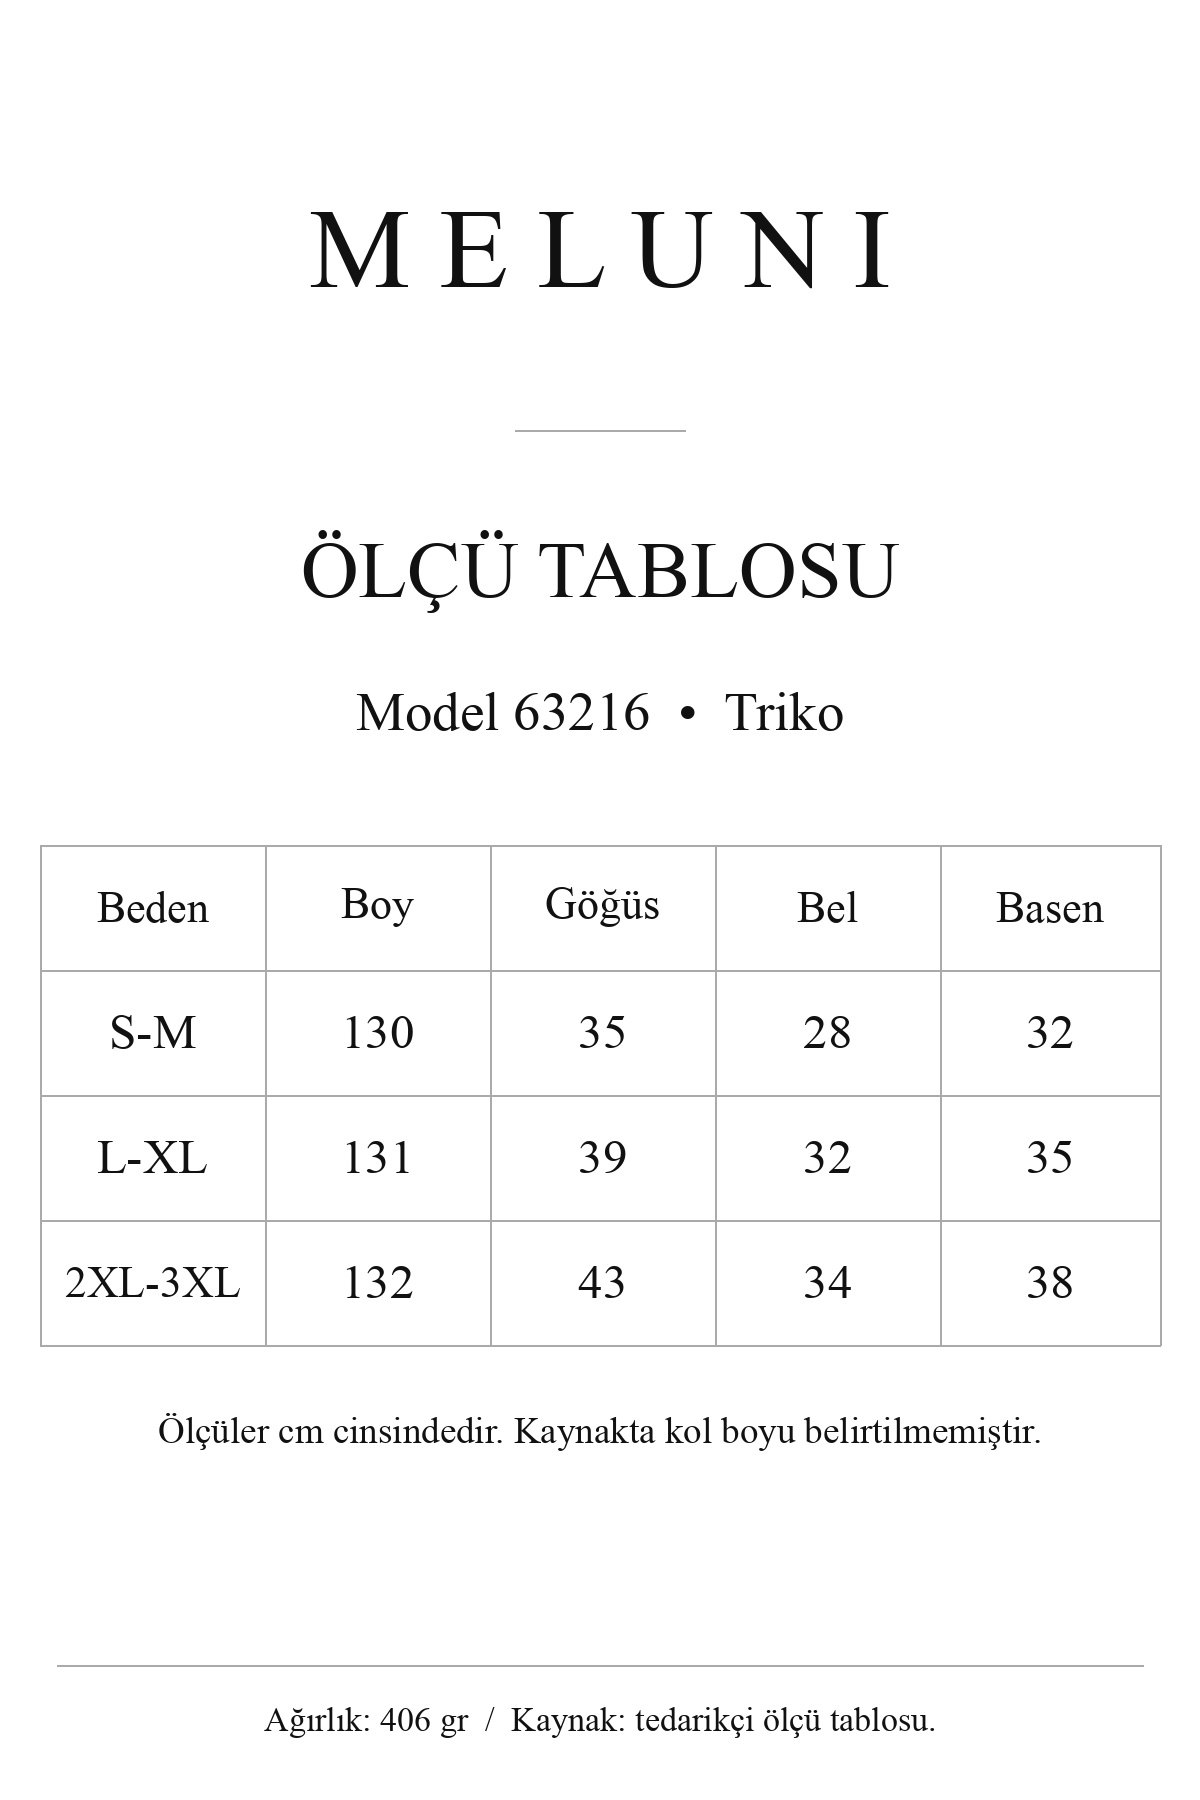 MELUNI
ÖLÇÜ TABLOSU
Model 63216 • Triko
Beden Boy Göğüs Bel Basen
S-M 130 35 28 32
L-XL 131 39 32 35
2XL-3XL 132 43 34 38
Ölçüler cm cinsindedir. Kaynakta kol boyu belirtilmemiştir.
Ağırlık: 406 gr / Kaynak: tedarikçi ölçü tablosu.